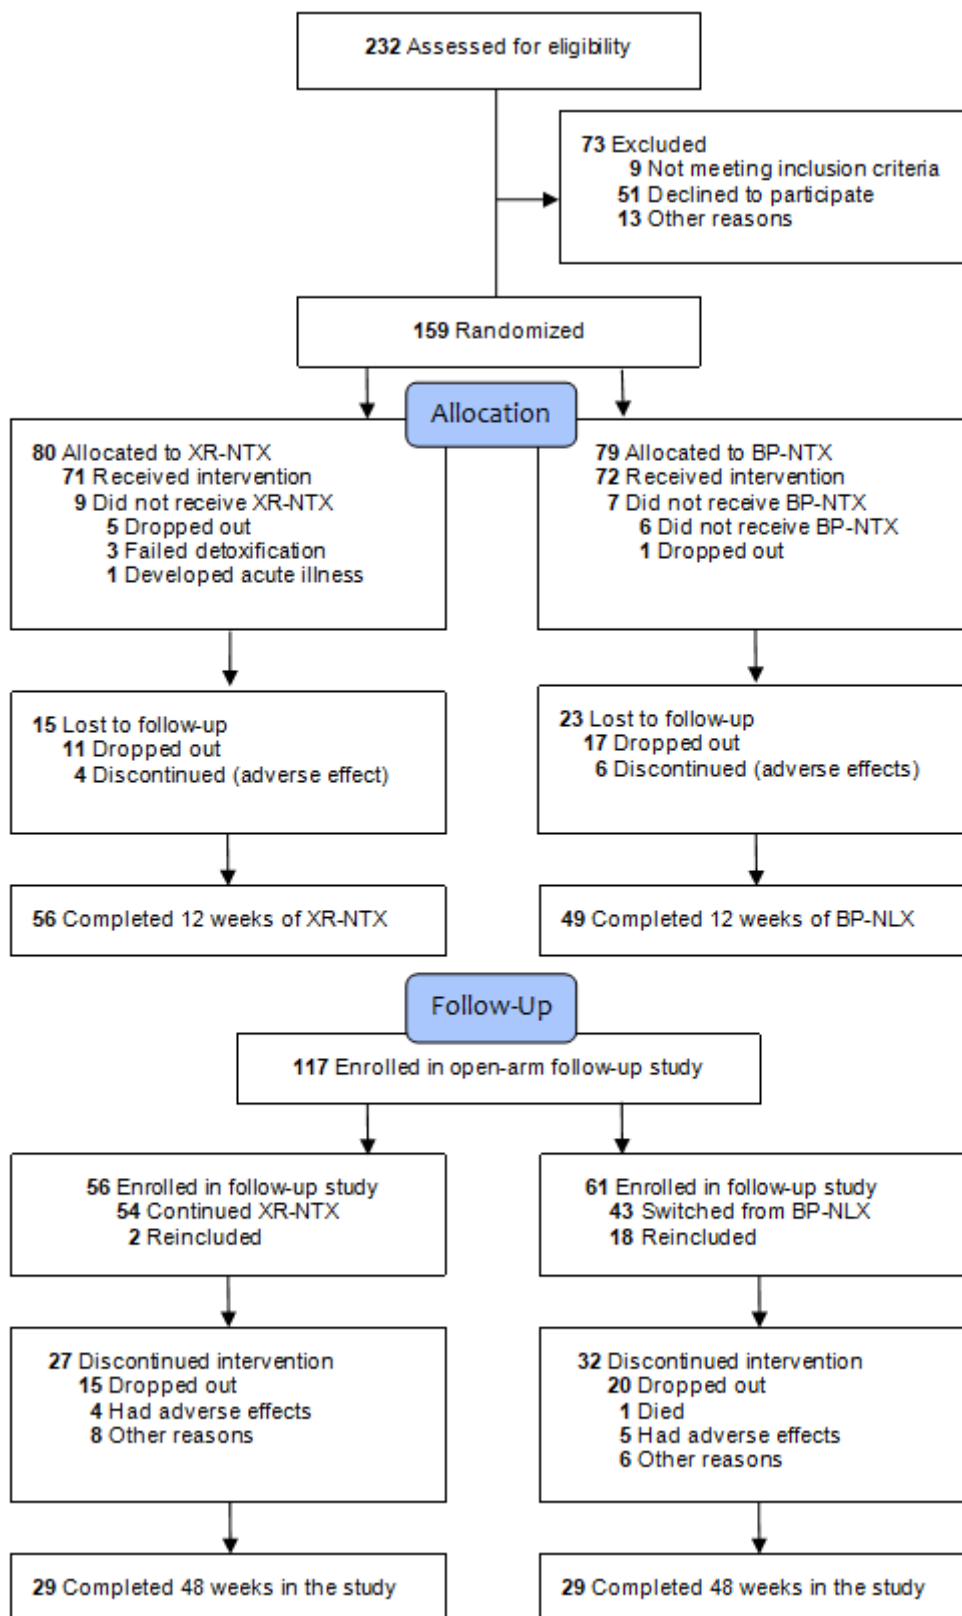 232 Assessed for eligibility
73 Excluded
9 Not meeting inclusion criteria
51 Declined to participate
13 Other reasons
159 Randomized
Allocation
80 Allocated to XR-NTX
71 Received intervention
9 Did not receive XR-NTX
5 Dropped out
3 Failed detoxification
1 Developed acute illness
79 Allocated to BP-NTX
72 Received intervention
7 Did not receive BP-NTX
6 Did not receive BP-NTX
1 Dropped out
15 Lost to follow-up
11 Dropped out
4 Discontinued (adverse effect)
23 Lost to follow-up
17 Dropped out
6 Discontinued (adverse effects)
56 Completed 12 weeks of XR-NTX
49 Completed 12 weeks of BP-NLX
Follow-Up
117 Enrolled in open-arm follow-up study
56 Enrolled in follow-up study
54 Continued XR-NTX
2 Reincluded
61 Enrolled in follow-up study
43 Switched from BP-NLX
18 Reincluded
27 Discontinued intervention
15 Dropped out
4 Had adverse effects
8 Other reasons
32 Discontinued intervention
20 Dropped out
1 Died
5 Had adverse effects
6 Other reasons
29 Completed 48 weeks in the study
29 Completed 48 weeks in the study